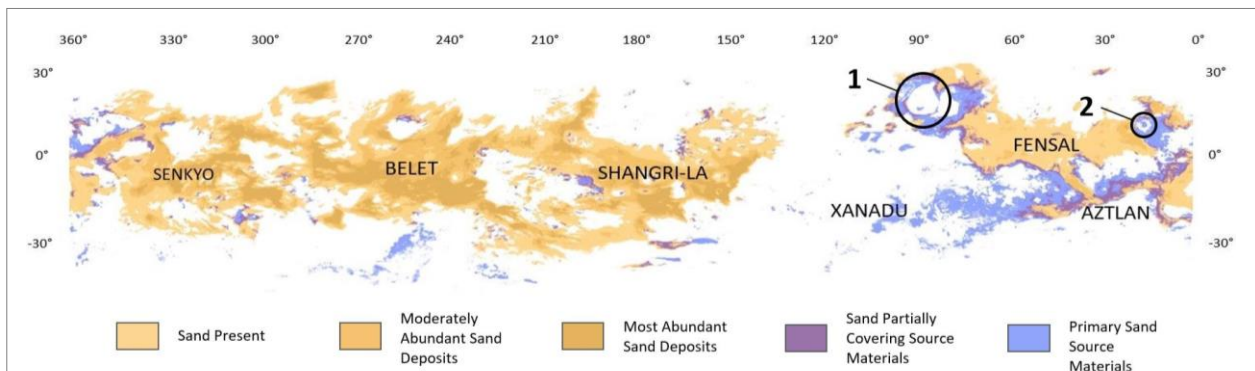 360° 330° 300° 270° 240° 210° 180° 150° 120° 90° 60° 30° 0°
30° 1 30°
2
FENSAL
0° SENKYO BELET SHANGRI-LA 0°
XANADU AZTLAN
-30° -30°
Sand Present
Moderately
Abundant Sand
Deposits
Most Abundant
Sand Deposits
Sand Partially
Covering Source
Materials
Primary Sand
Source
Materials